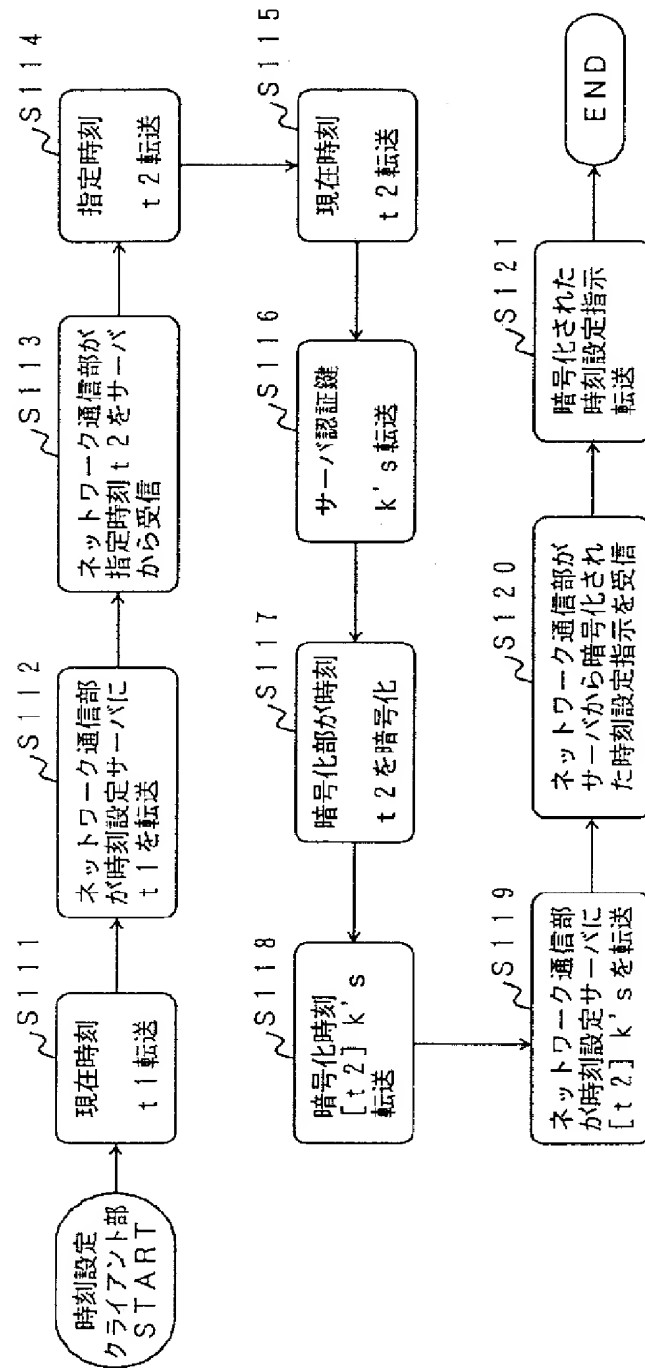 時刻設定
クライアント部
START
S111
現在時刻
t1転送
S112
ネットワーク通信部
が時刻設定サーバに
t1を転送
S113
ネットワーク通信部が
指定時刻t2をサーバ
から受信
S114
指定時刻
t2転送
S115
現在時刻
t2転送
S116
サーバ認証鍵
k's転送
S117
暗号化部が時刻
t2を暗号化
S118
暗号化時刻
[t2]k's
転送
S119
ネットワーク通信部
が時刻設定サーバに
[t2]k'sを転送
S120
ネットワーク通信部が
サーバから暗号化され
た時刻設定指示を受信
S121
暗号化された
時刻設定指示
転送
END